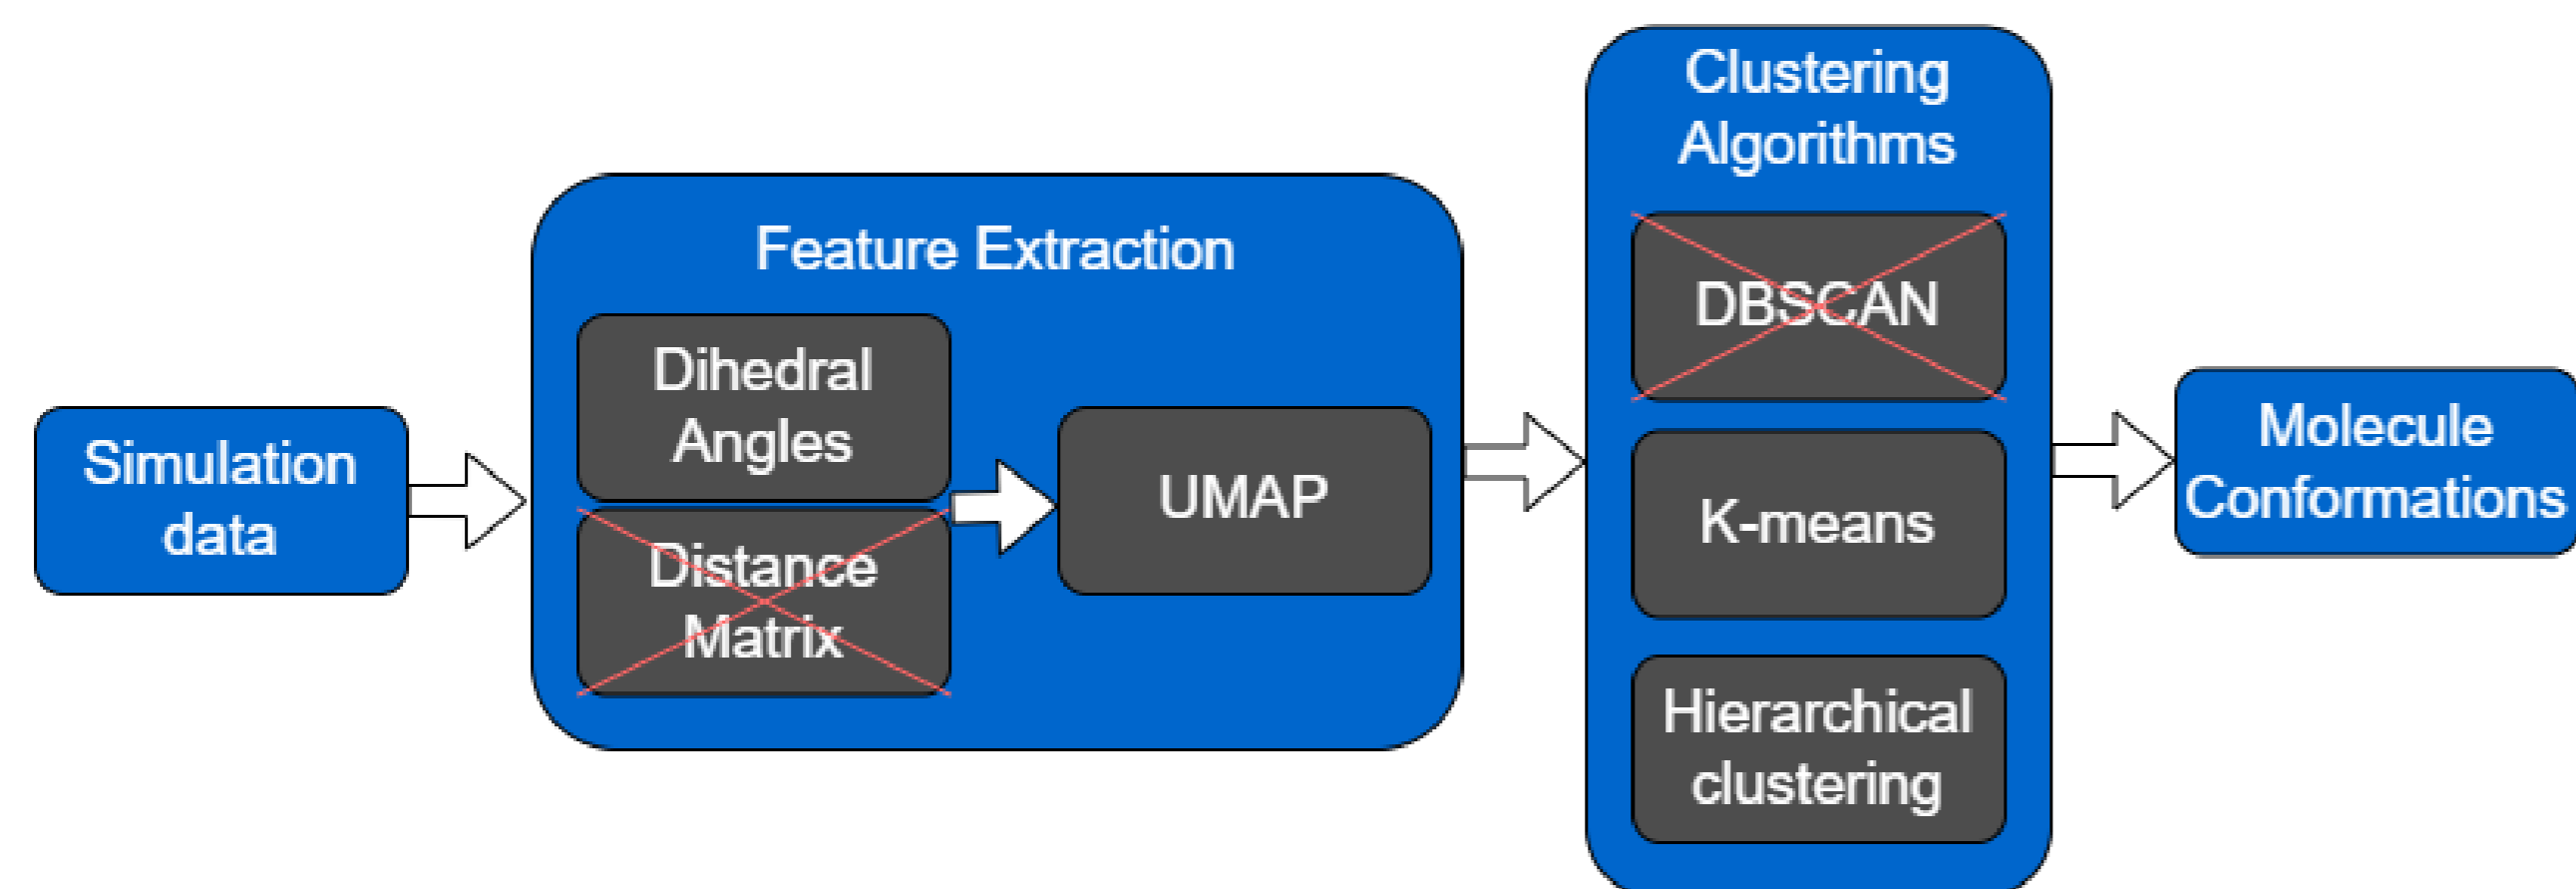 Simulation
data
Feature Extraction
Dihedral
Angles
Distance
Matrix
UMAP
Clustering
Algorithms
DBSCAN
K-means
Hierarchical
clustering
Molecule
Conformations